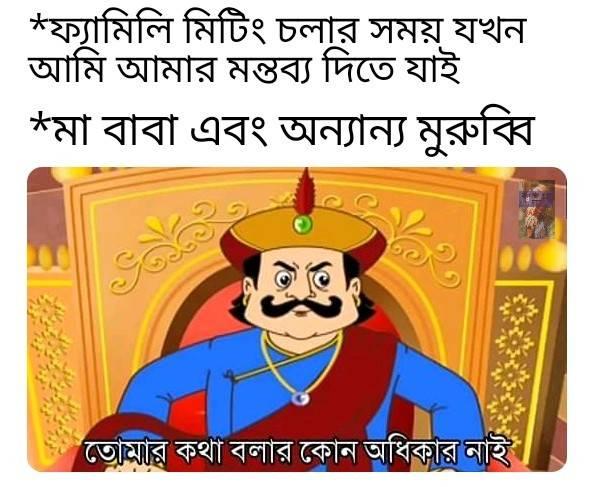 *ফ্যামিলি মিটিং চলার সময় যখন
আমি আমার মন্তব্য দিতে যাই
*মা বাবা এবং অন্যান্য মুরুব্বি
তোমার কথা বলার কোন অধিকার নাই